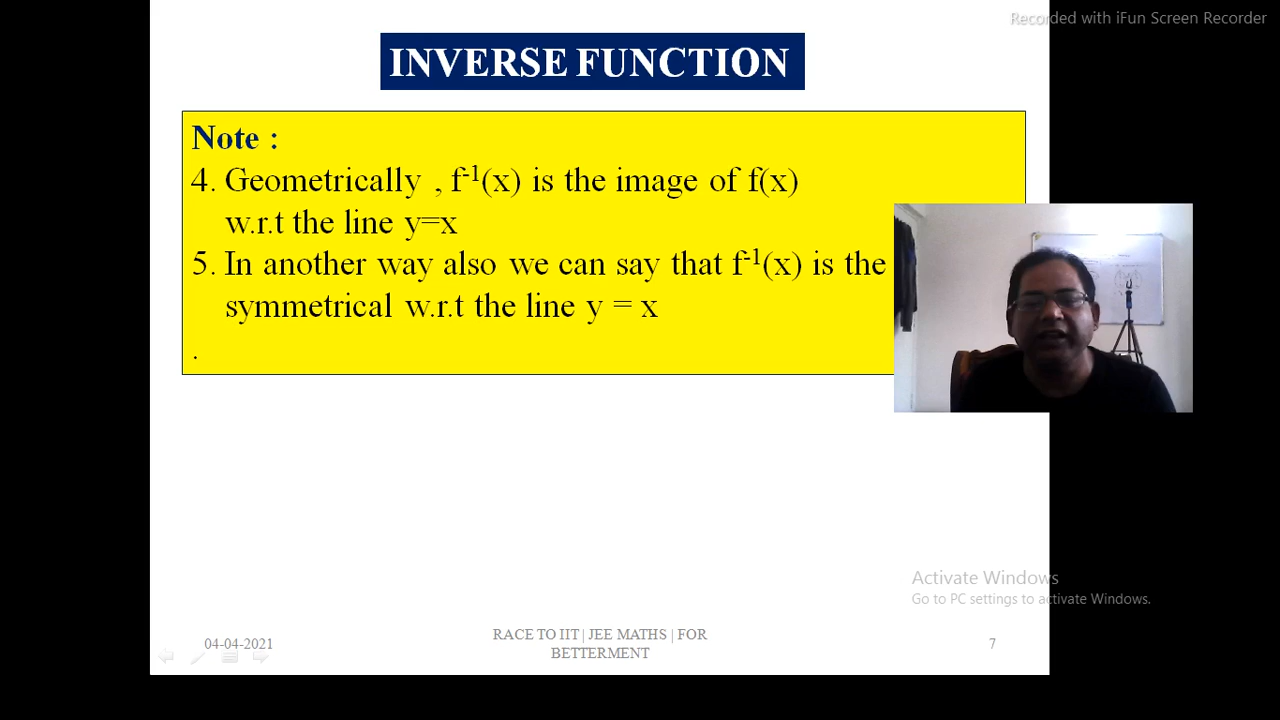 Recorded with iFun Screen Recorder
INVERSE FUNCTION
Note :
4. Geometrically , f⁻¹(x) is the image of f(x)
w.r.t the line y=x
5. In another way also we can say that f⁻¹(x) is the
symmetrical w.r.t the line y = x
.
Activate Windows
Go to PC settings to activate Windows.
04-04-2021
RACE TO IIT | JEE MATHS | FOR
BETTERMENT
7